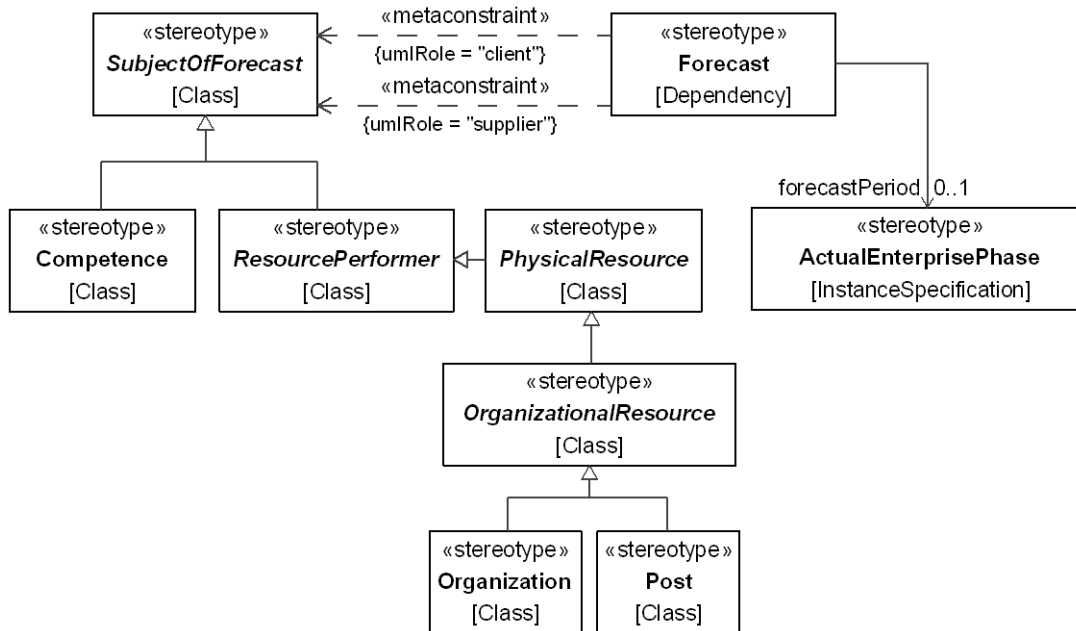 «metaconstraint»
«stereotype»
SubjectOfForecast
[Class]
{umlRole = "client"}
«metaconstraint»
{umlRole = "supplier"}
«stereotype»
Forecast
[Dependency]
forecastPeriod 0..1
«stereotype»
Competence
[Class]
«stereotype»
ResourcePerformer
[Class]
«stereotype»
PhysicalResource
[Class]
«stereotype»
ActualEnterprisePhase
[InstanceSpecification]
«stereotype»
OrganizationalResource
[Class]
«stereotype»
Organization
[Class]
«stereotype»
Post
[Class]